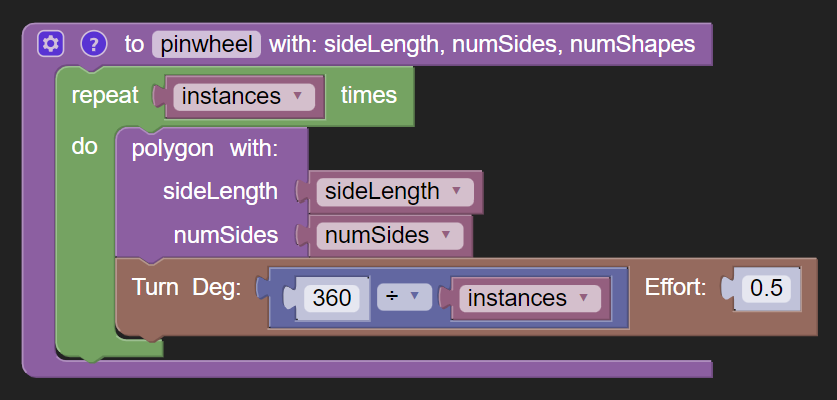 ? to pinwheel with: sideLength, numSides, numShapes
repeat instances times
do polygon with:
sideLength sideLength
numSides numSides
Turn Deg: 360 ÷ instances Effort: 0.5